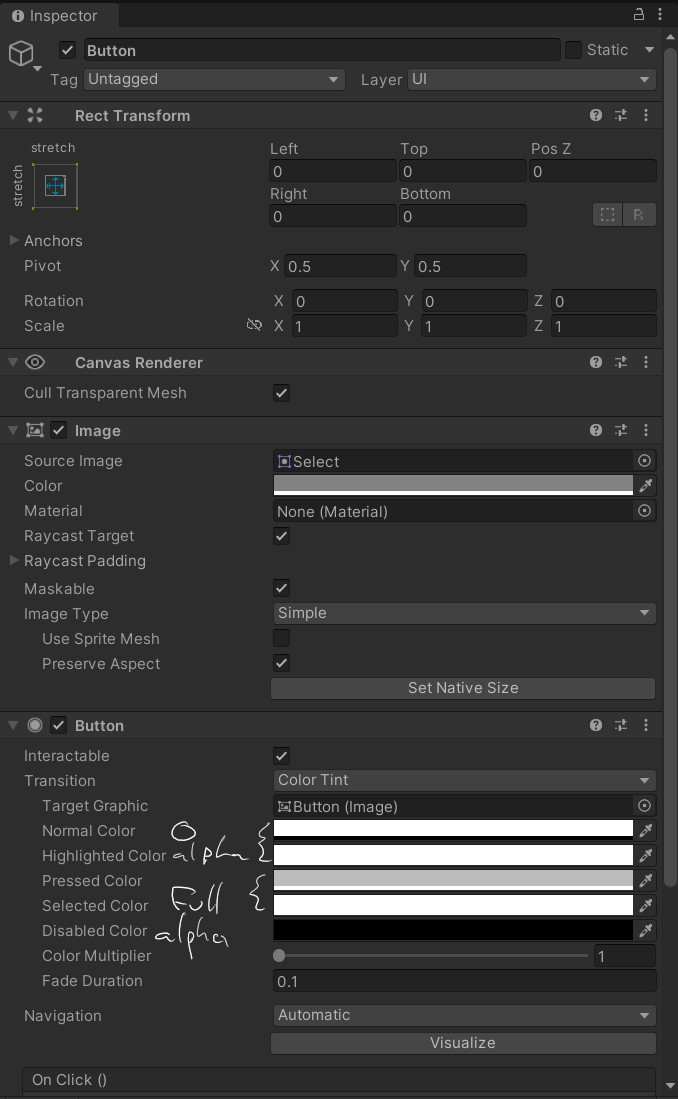 Inspector
Button
Static
Tag Untagged Layer UI
Rect Transform
stretch
stretch
Left Top Pos Z
0 0 0
Right Bottom
0 0
R
Anchors
Pivot X 0.5 Y 0.5
Rotation X 0 Y 0 Z 0
Scale X 1 Y 1 Z 1
Canvas Renderer
Cull Transparent Mesh
Image
Source Image Select
Color
Material None (Material)
Raycast Target
Raycast Padding
Maskable
Image Type Simple
Use Sprite Mesh
Preserve Aspect
Set Native Size
Button
Interactable
Transition Color Tint
Target Graphic Button (Image)
Normal Color 0
Highlighted Color alpha {
Pressed Color
Selected Color Full {
Disabled Color alpha
Color Multiplier 1
Fade Duration 0.1
Navigation Automatic
Visualize
On Click ()